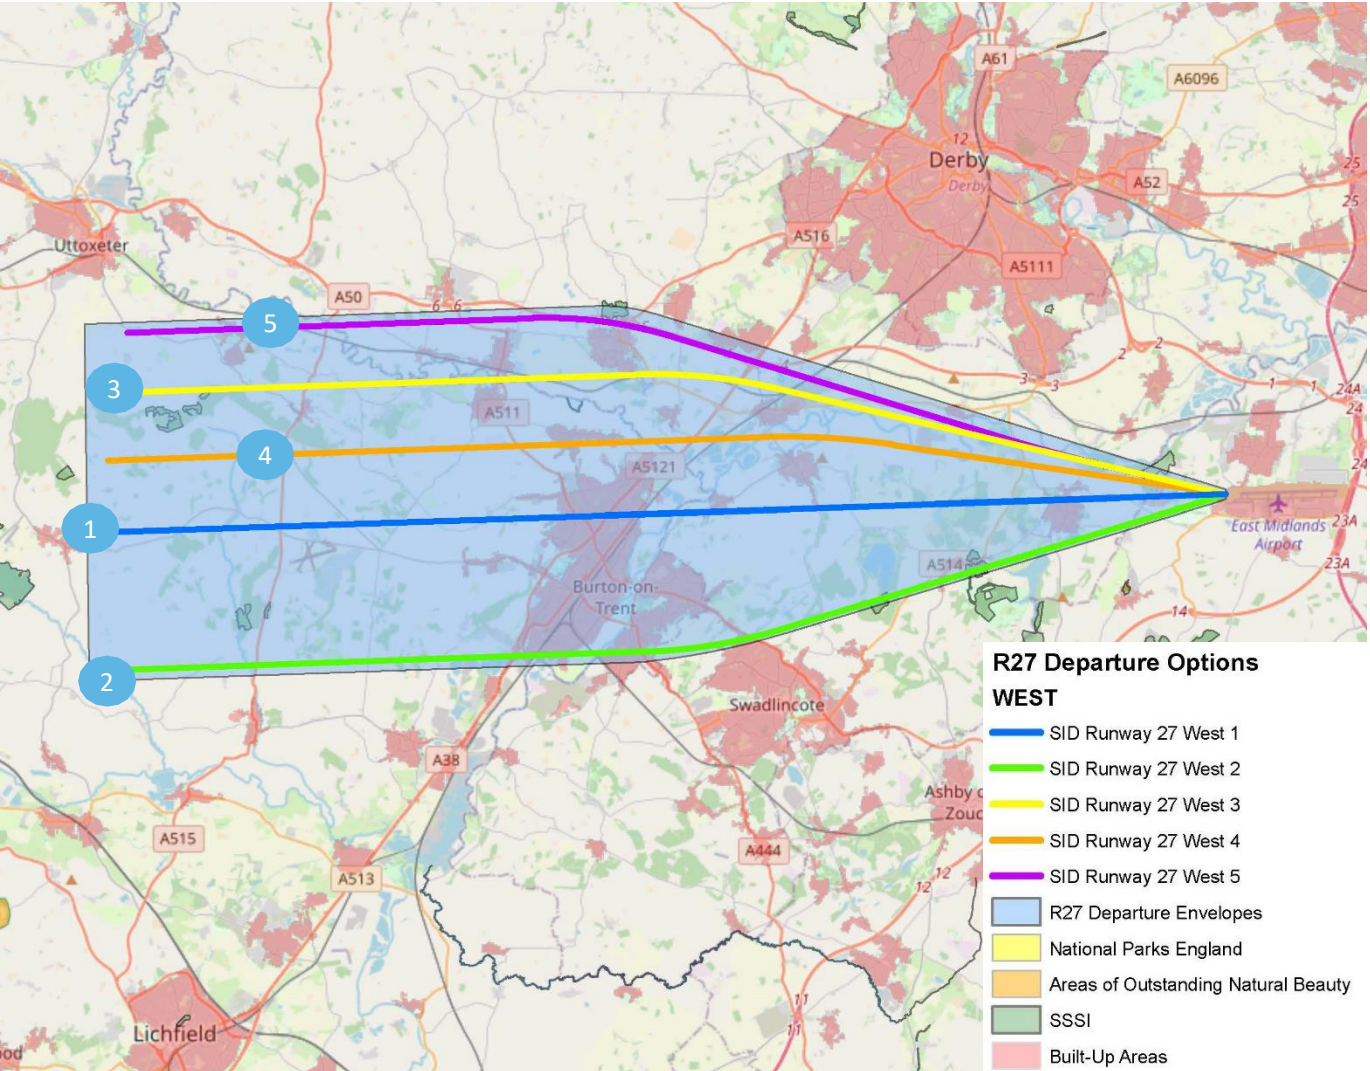 A61
A6096
12
Derby
Derby
A52
25
25
A516
Uttoxeter
A5111
A50
6
6
5
2
2
3
3
3
1
1
24A
24
A511
4
A5121
21
1
East Midlands
Airport
23A
23A
A514
Burton-on-
Trent
14
2
Swadlincote
A38
Ashby
Zouc
A515
A444
A513
12
12
11
11
Lichfield
R27 Departure Options
WEST
SID Runway 27 West 1
SID Runway 27 West 2
SID Runway 27 West 3
SID Runway 27 West 4
SID Runway 27 West 5
R27 Departure Envelopes
National Parks England
Areas of Outstanding Natural Beauty
SSSI
Built-Up Areas